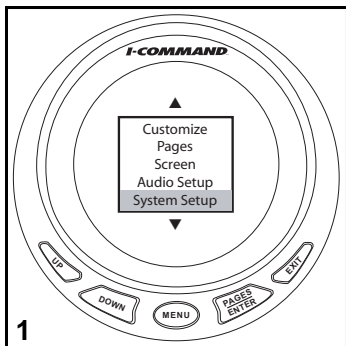 I-COMMAND
Customize
Pages
Screen
Audio Setup
System Setup
UP
DOWN
MENU
PAGES
ENTER
EXIT
1